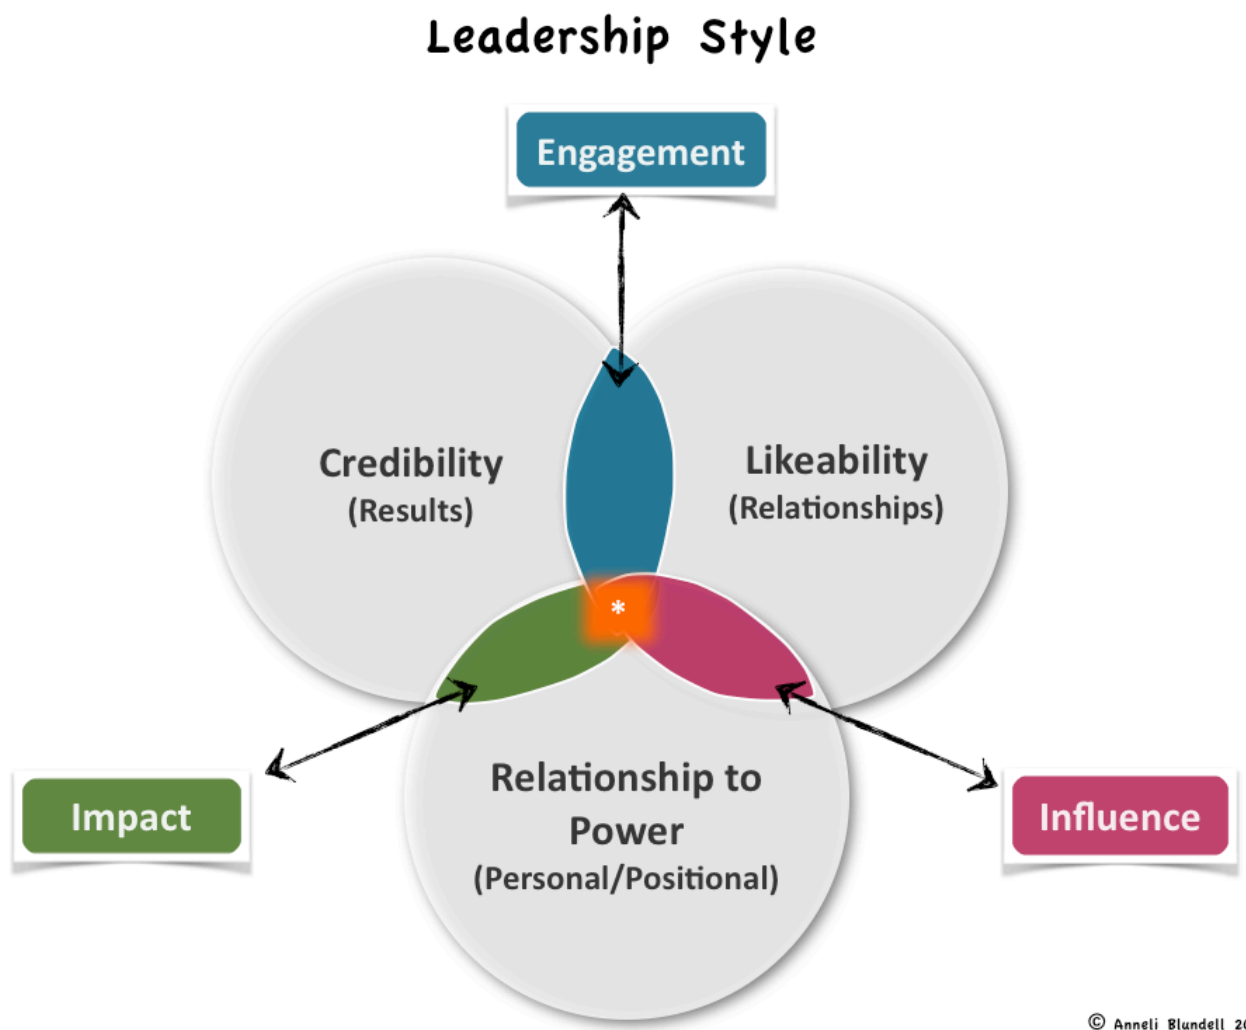 Leadership Style
Engagement
Credibility
(Results)
Likeability
(Relationships)
*
Relationship to
Power
(Personal/Positional)
Impact
Influence
© Anneli Blundell